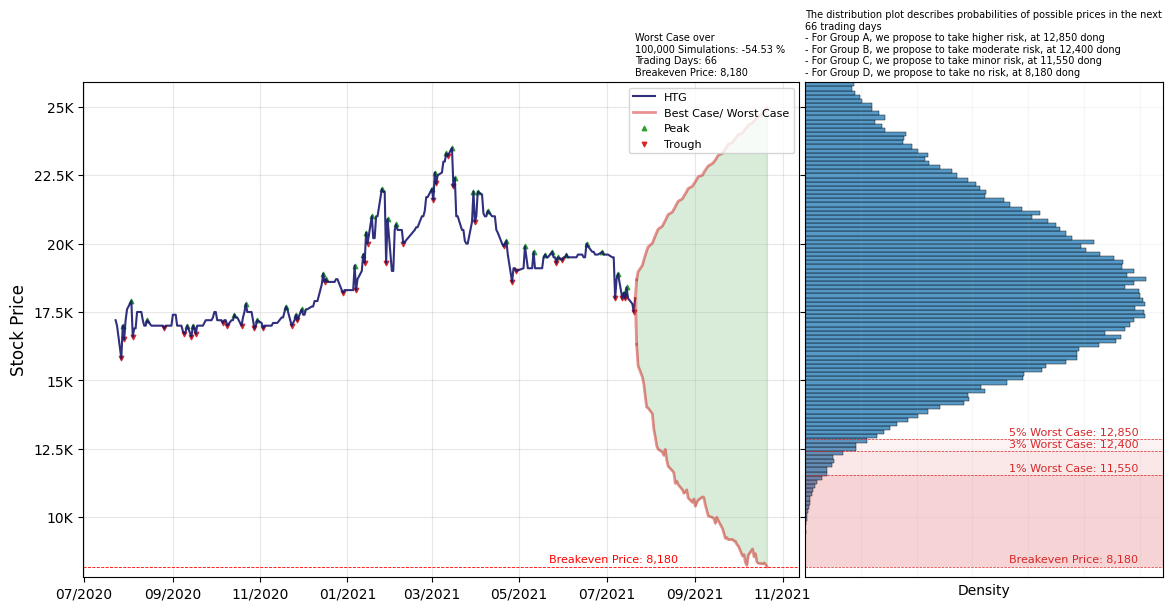 The distribution plot describes probabilities of possible prices in the next
66 trading days
- For Group A, we propose to take higher risk, at 12,850 dong
- For Group B, we propose to take moderate risk, at 12,400 dong
- For Group C, we propose to take minor risk, at 11,550 dong
- For Group D, we propose to take no risk, at 8,180 dong
Worst Case over
100,000 Simulations: -54.53 %
Trading Days: 66
Breakeven Price: 8,180
HTG
Best Case/ Worst Case
Peak
Trough
Stock Price
25K
22.5K
20K
17.5K
15K
12.5K
10K
Breakeven Price: 8,180
07/2020
09/2020
11/2020
01/2021
03/2021
05/2021
07/2021
09/2021
11/2021
5% Worst Case: 12,850
3% Worst Case: 12,400
1% Worst Case: 11,550
Breakeven Price: 8,180
Density